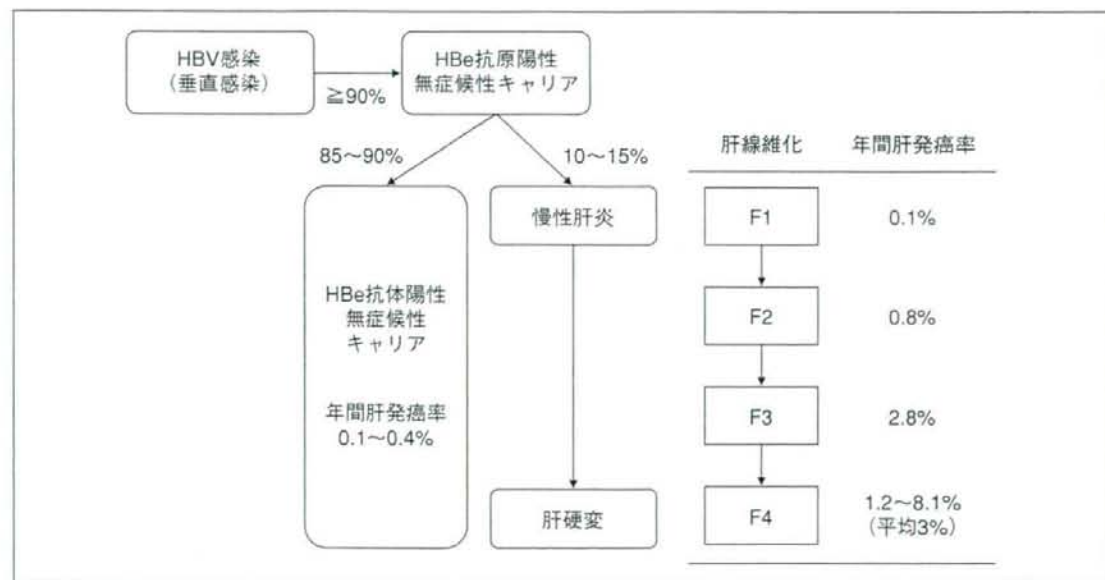 HBV感染
（垂直感染）
≧90%
HBe抗原陽性
無症候性キャリア
85～90%
10～15%
HBe抗体陽性
無症候性
キャリア
年間肝発癌率
0.1～0.4%
慢性肝炎
肝硬変
肝線維化 年間肝発癌率
F1 0.1%
F2 0.8%
F3 2.8%
F4 1.2～8.1%
（平均3%）